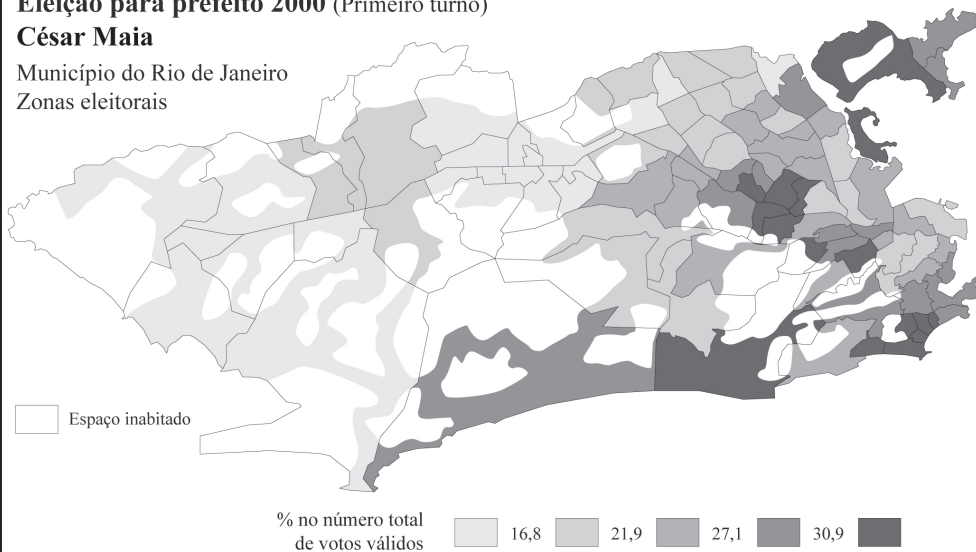 Eleição para prefeito 2000 (Primeiro turno)
César Maia
Município do Rio de Janeiro
Zonas eleitorais
Espaço inabitado
% no número total
de votos válidos
16,8 21,9 27,1 30,9